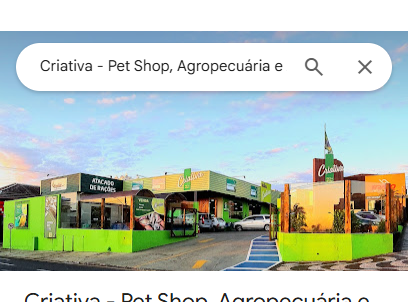 Criativa - Pet Shop, Agropecuária e
Criativa
ATACADO
DE RAÇÕES
Criativa
Criativa - Pet Shop, Agropecuária e